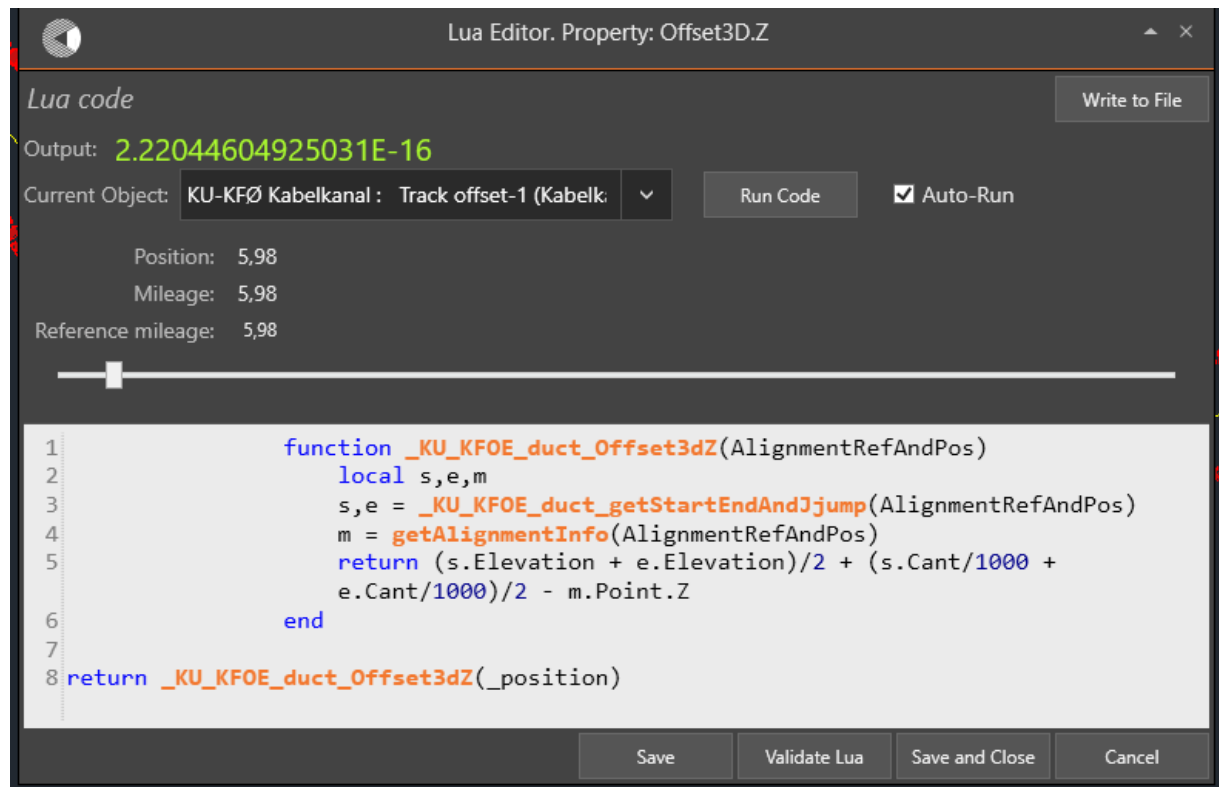 Lua Editor. Property: Offset3D.Z
Lua code
Write to File
Output: 2.22044604925031E-16
Current Object: KU-KFØ Kabelkanal : Track offset-1 (Kabelk
Run Code
Auto-Run
Position: 5,98
Mileage: 5,98
Reference mileage: 5,98
1 function _KU_KFOE_duct_Offset3dZ(AlignmentRefAndPos)
2 local s,e,m
3 s,e = _KU_KFOE_duct_getStartEndAndJjump(AlignmentRefAndPos)
4 m = getAlignmentInfo(AlignmentRefAndPos)
5 return (s.Elevation + e.Elevation)/2 + (s.Cant/1000 +
e.Cant/1000)/2 - m.Point.Z
6 end
7
8 return _KU_KFOE_duct_Offset3dZ(_position)
Save
Validate Lua
Save and Close
Cancel